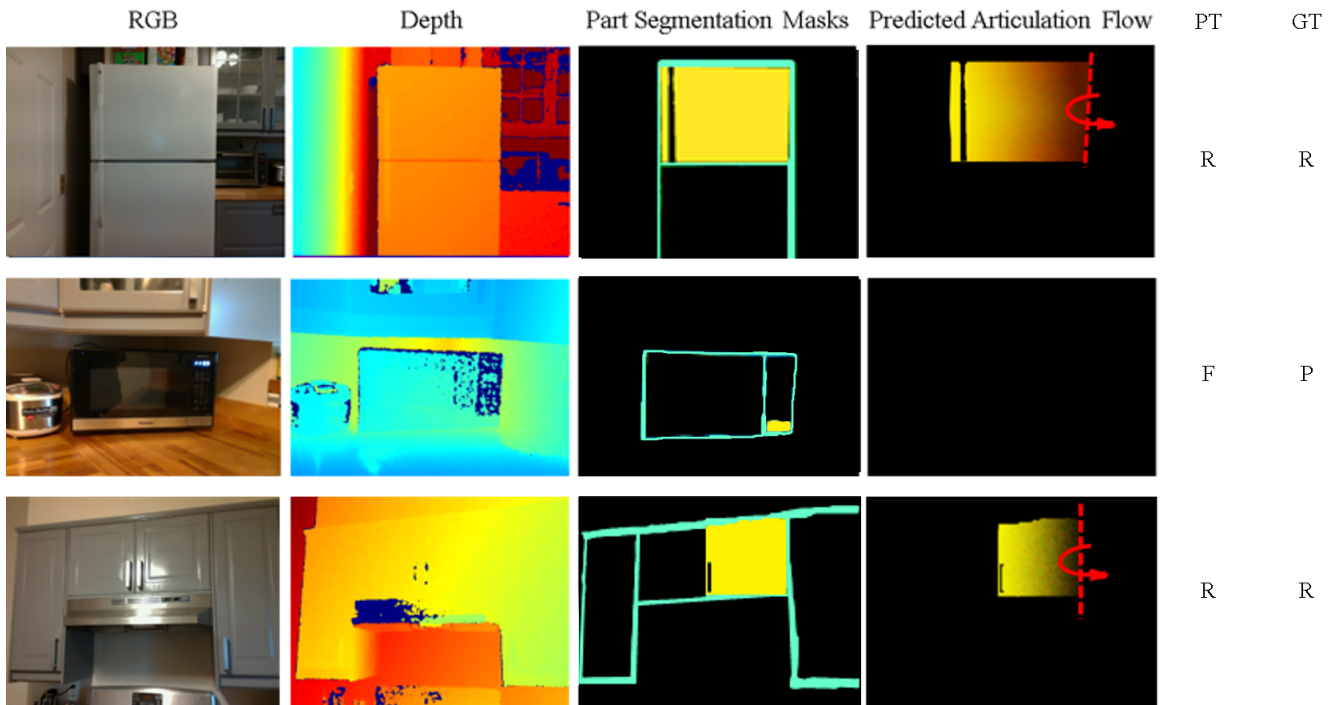 RGB Depth Part Segmentation Masks Predicted Articulation Flow PT GT
R R
F P
R R